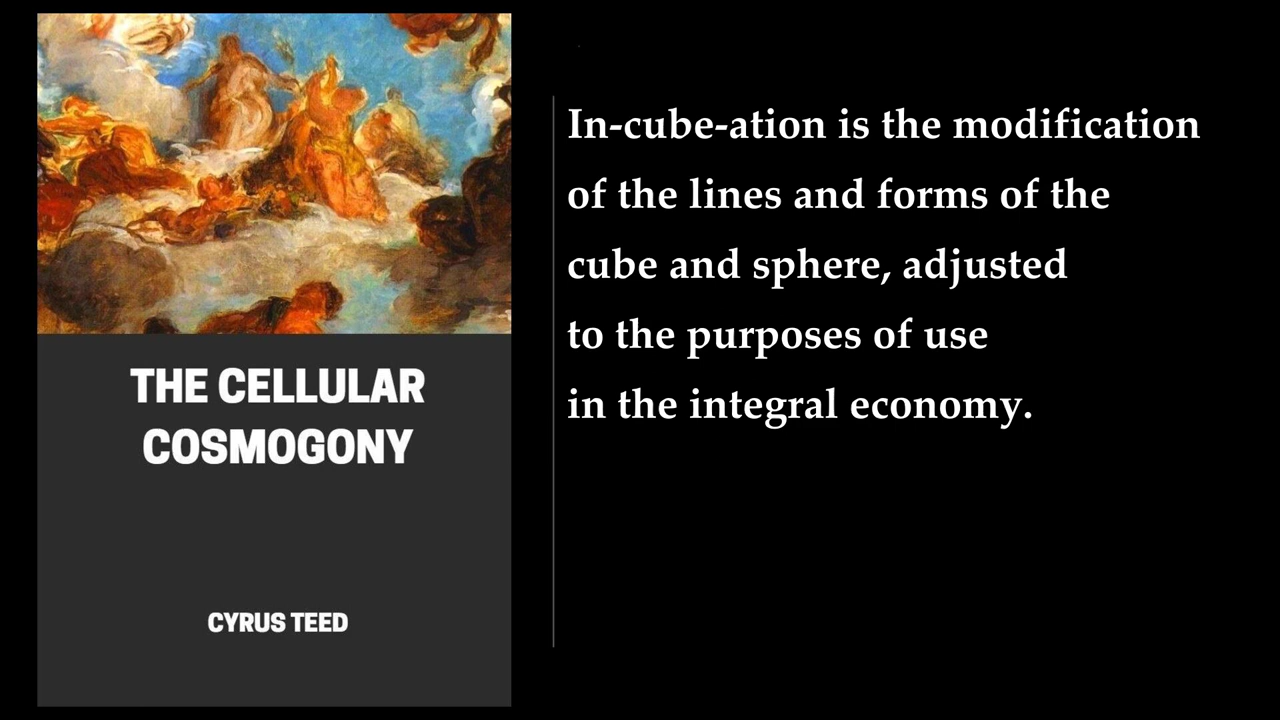 THE CELLULAR
COSMOGONY
CYRUS TEED
In-cube-ation is the modification
of the lines and forms of the
cube and sphere, adjusted
to the purposes of use
in the integral economy.